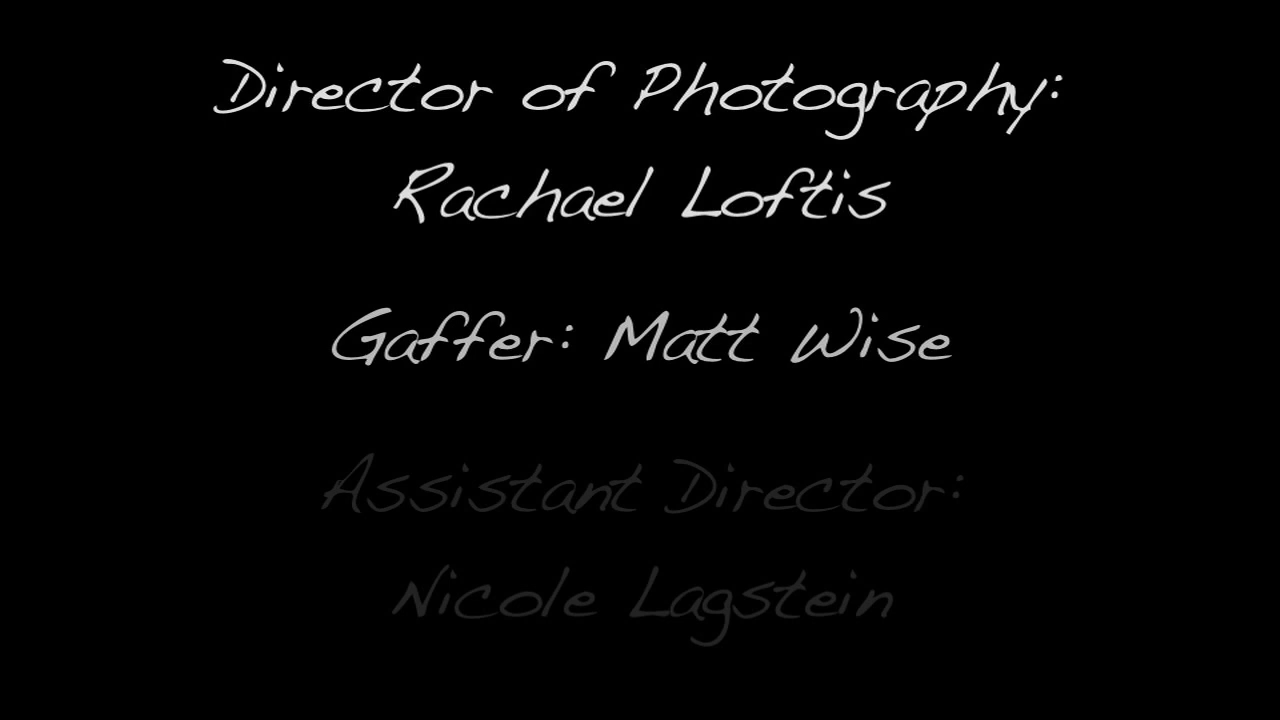 Director of Photography:
Rachael Loftis
Gaffer: Matt Wise
Assistant Director:
Nicole Lagstein